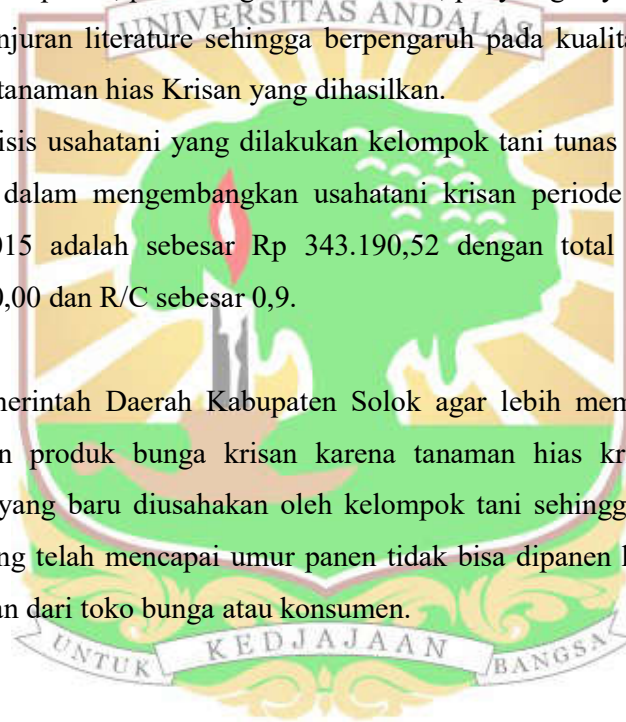 UNIVERSITAS ANDALAS
njuran literature sehingga berpengaruh pada kualita
tanaman hias Krisan yang dihasilkan.
isis usahatani yang dilakukan kelompok tani tunas
dalam mengembangkan usahatani krisan periode
015 adalah sebesar Rp 343.190,52 dengan total
0,00 dan R/C sebesar 0,9.
merintah Daerah Kabupaten Solok agar lebih mem
n produk bunga krisan karena tanaman hias kr
yang baru diusahakan oleh kelompok tani sehingg
ng telah mencapai umur panen tidak bisa dipanen
an dari toko bunga atau konsumen.
UNTUK KEDJAJAAN BANGSA